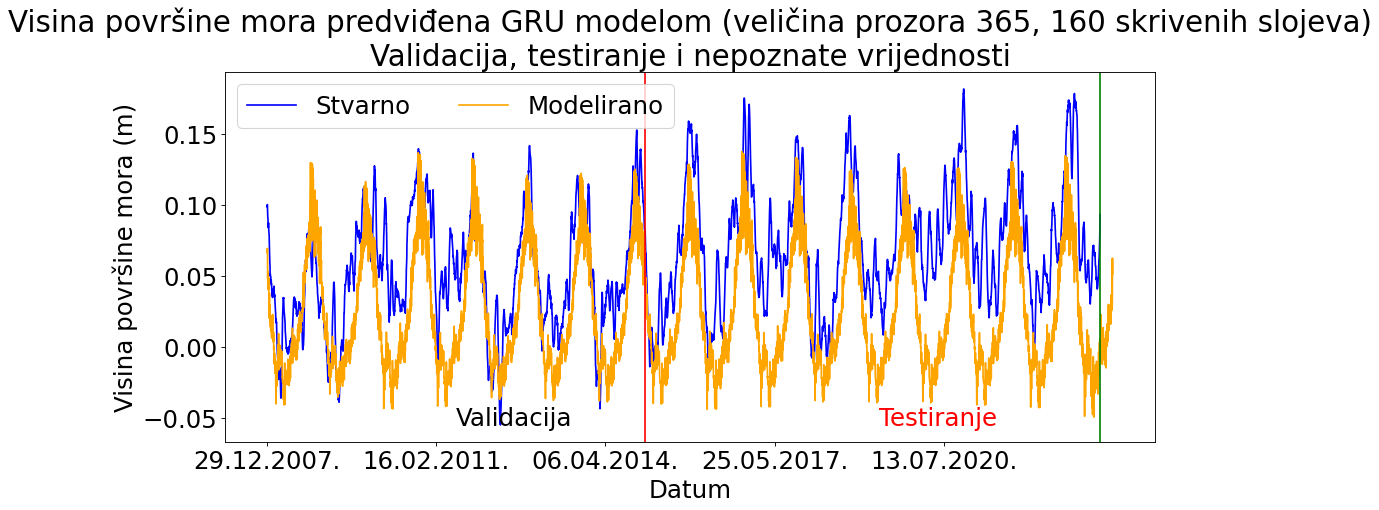 Visina površine mora predviđena GRU modelom (veličina prozora 365, 160 skrivenih slojeva)
Validacija, testiranje i nepoznate vrijednosti
Stvarno
Modelirano
Visina površine mora (m)
0.15
0.10
0.05
0.00
−0.05
Validacija
Testiranje
29.12.2007.
16.02.2011.
06.04.2014.
25.05.2017.
13.07.2020.
Datum